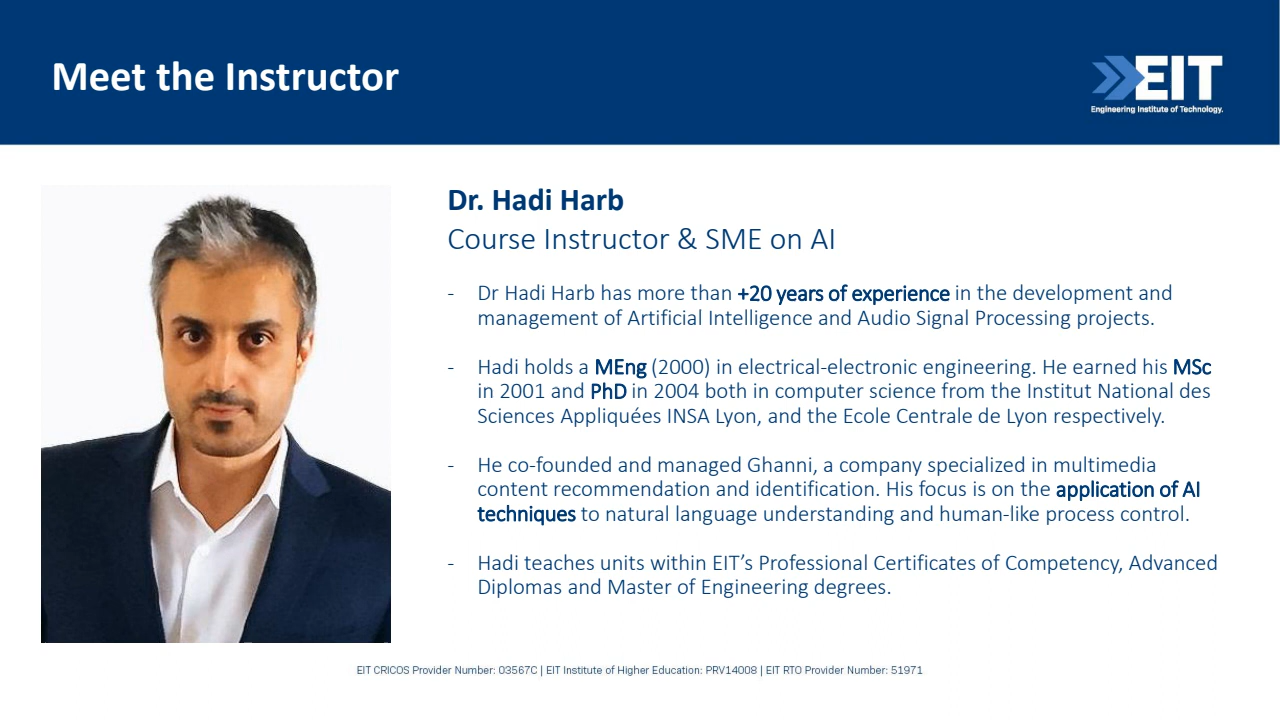 Meet the Instructor
EIT
Engineering Institute of Technology.
Dr. Hadi Harb
Course Instructor & SME on AI
- Dr Hadi Harb has more than +20 years of experience in the development and
management of Artificial Intelligence and Audio Signal Processing projects.
- Hadi holds a MEng (2000) in electrical-electronic engineering. He earned his MSc
in 2001 and PhD in 2004 both in computer science from the Institut National des
Sciences Appliquées INSA Lyon, and the Ecole Centrale de Lyon respectively.
- He co-founded and managed Ghanni, a company specialized in multimedia
content recommendation and identification. His focus is on the application of AI
techniques to natural language understanding and human-like process control.
- Hadi teaches units within EIT’s Professional Certificates of Competency, Advanced
Diplomas and Master of Engineering degrees.
EIT CRICOS Provider Number: 03567C | EIT Institute of Higher Education: PRV14008 | EIT RTO Provider Number: 51971